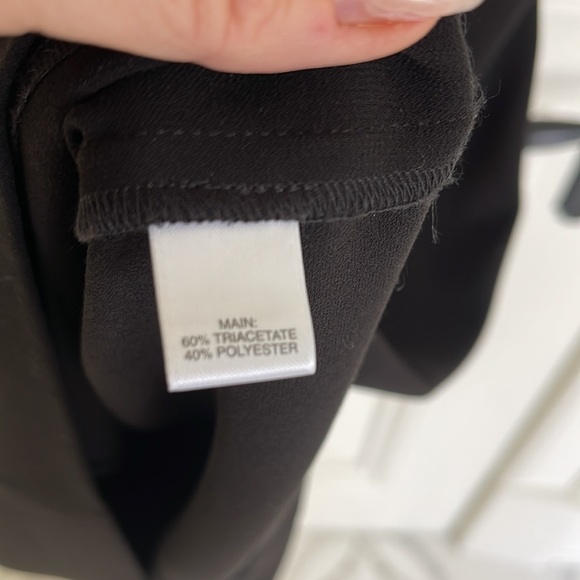 MAIN:
60% TRIACETATE
40% POLYESTER